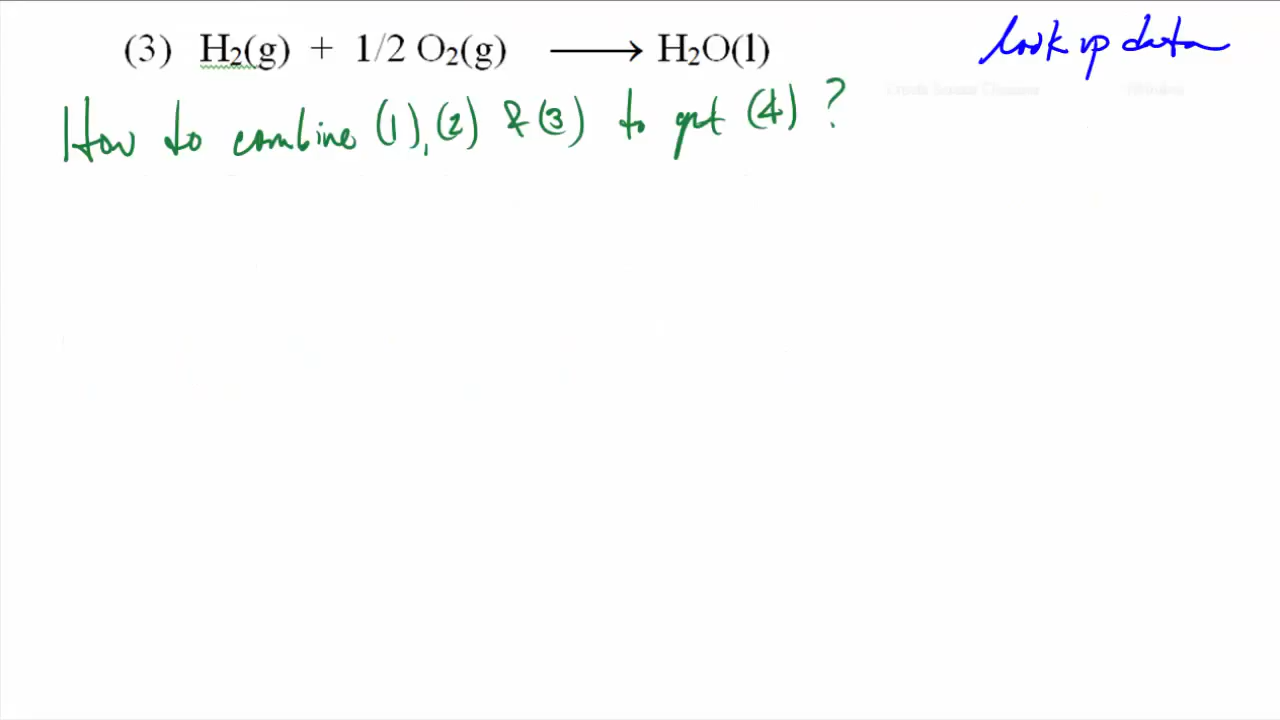 (3) H2(g) + 1/2 O2(g) ⟶ H2O(l) look up data
How to combine (1), (2) & (3) to get (4) ?